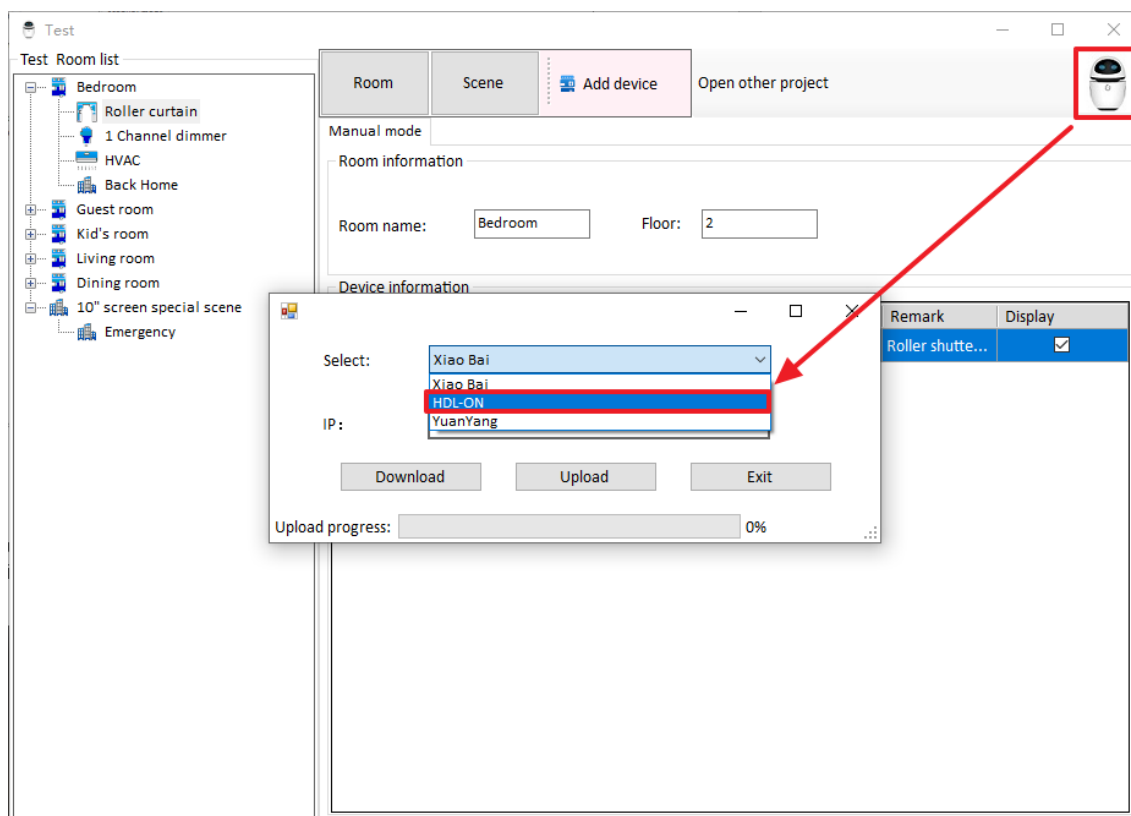 Test
Test Room list
Bedroom
Roller curtain
1 Channel dimmer
HVAC
Back Home
Guest room
Kid's room
Living room
Dining room
10" screen special scene
Emergency
Room
Scene
Add device
Open other project
Manual mode
Room information
Room name:
Bedroom
Floor:
2
Device information
Remark
Display
Roller shutte...
Select:
Xiao Bai
Xiao Bai
HDL-ON
YuanYang
IP:
Download
Upload
Exit
Upload progress:
0%